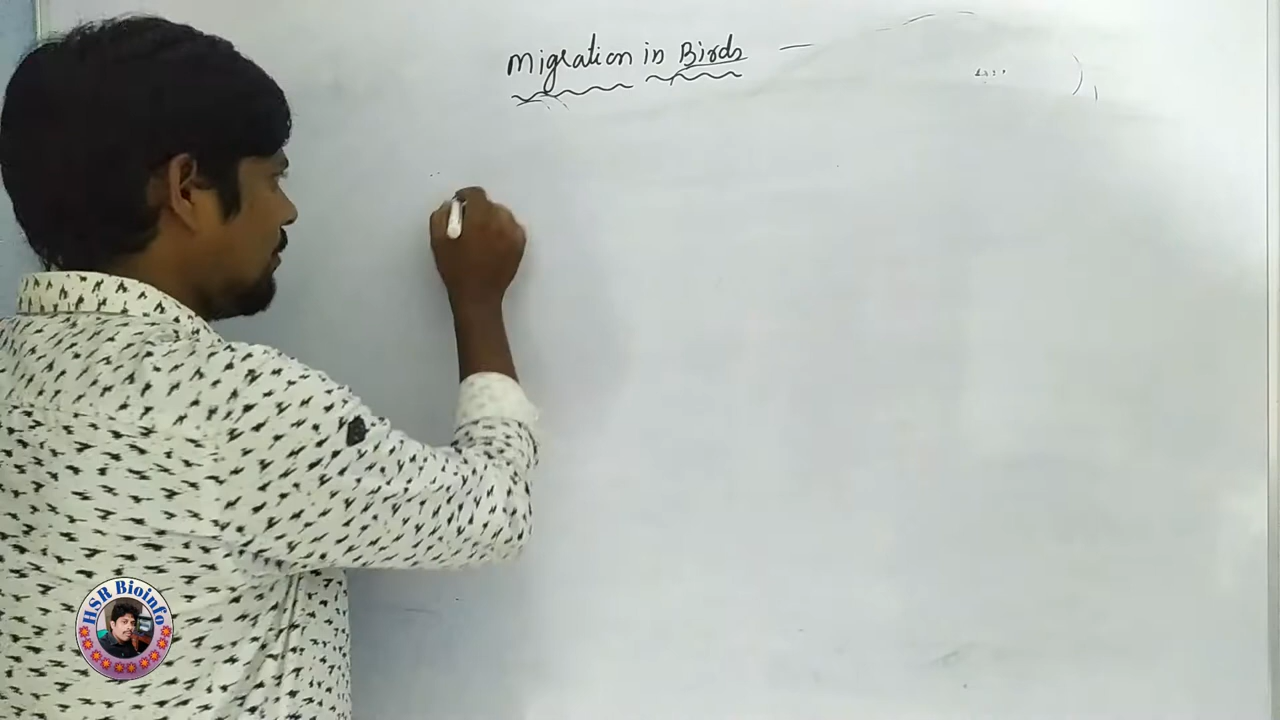 Migration in Birds —
HSR Bioinfo